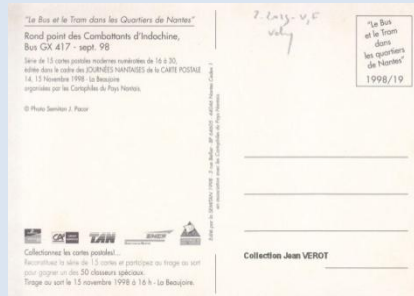 "Le Bus et le Tram dans les Quartiers de Nantes"
Rond point des Combattants d'Indochine,
Bus GX 417 - sept. 98
Série de 15 cartes postales modernes numérotées de 16 à 30,
éditée dans le cadre des JOURNÉES NANTAISES de la CARTE POSTALE
14, 15 Novembre 1998 - La Beaujoire
organisées par les Cartophiles du Pays Nantais.
© Photo Semitan J. Pacor
TAN
Collectionnez les cartes postales!...
Reconstituez la série de 15 cartes et participez au tirage au sort
pour gagner un des 50 classeurs spéciaux.
Tirage au sort le 15 novembre 1998 à 16 h - La Beaujoire.
"Le Bus
et le Tram
dans
les quartiers
de Nantes"
1998/19
Collection Jean VEROT